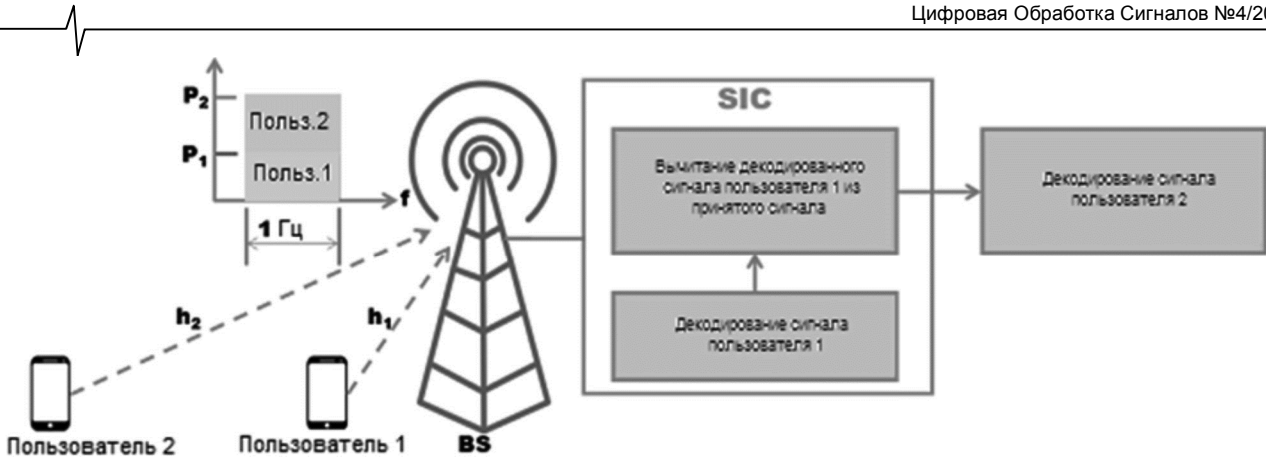 Цифровая Обработка Сигналов №4/20
P₂
Польз.2
P₁
Польз.1
f
1 Гц
h₂
h₁
Пользователь 2
Пользователь 1
BS
SIC
Вычитание декодированного
сигнала пользователя 1 из
принятого сигнала
Декодирование сигнала
пользователя 1
Декодирование сигнала
пользователя 2